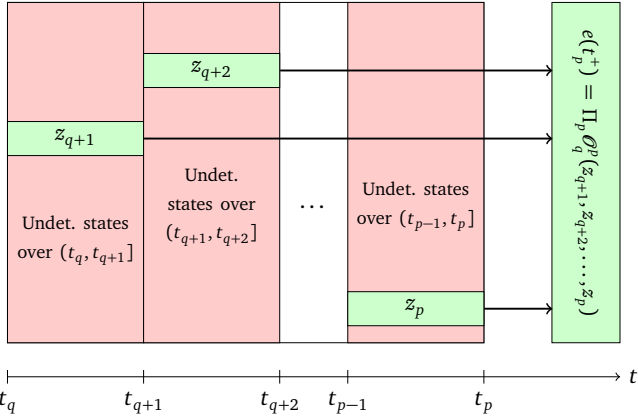 z_{q+2}
z_{q+1}
Undet. states
over (t_q, t_{q+1}]
Undet.
states over
(t_{q+1}, t_{q+2}]
...
Undet. states
over (t_{p−1}, t_p]
z_p
e(t_p^+) = Π_p 𝒪_q^p(z_{q+1}, z_{q+2}, ..., z_p)
t
t_q
t_{q+1}
t_{q+2}
t_{p−1}
t_p